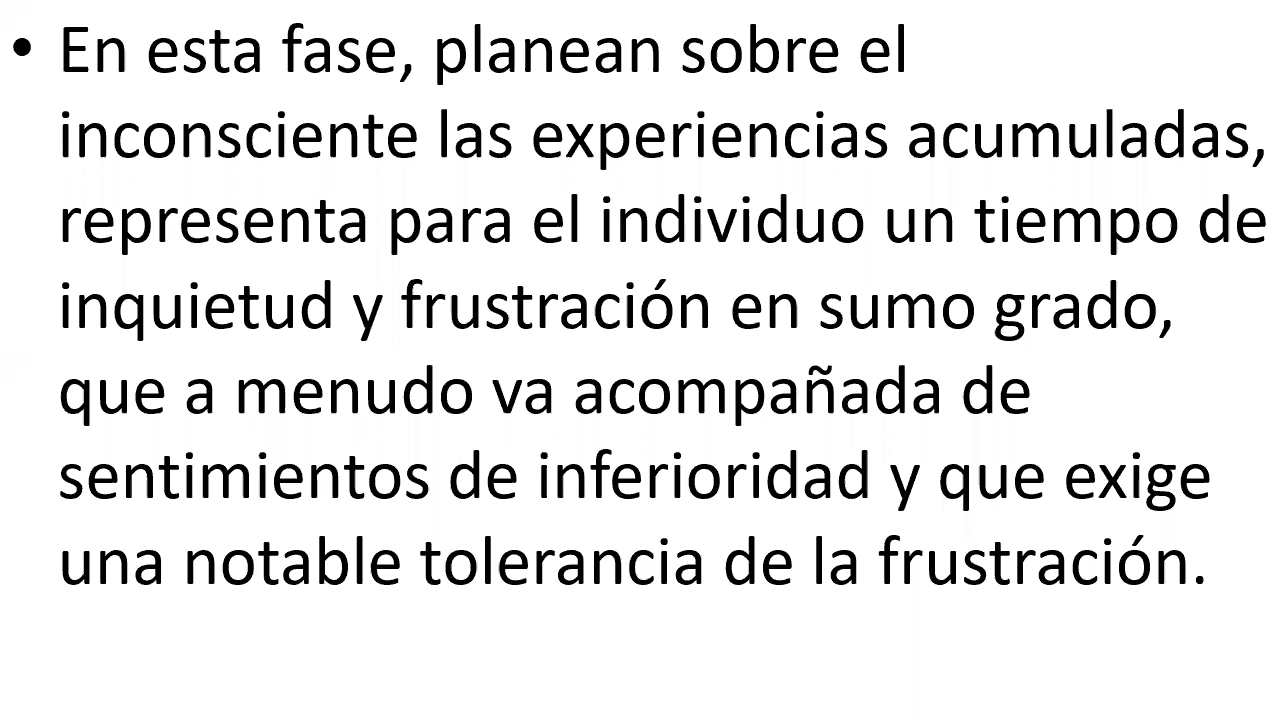 • En esta fase, planean sobre el
inconsciente las experiencias acumuladas,
representa para el individuo un tiempo de
inquietud y frustración en sumo grado,
que a menudo va acompañada de
sentimientos de inferioridad y que exige
una notable tolerancia de la frustración.